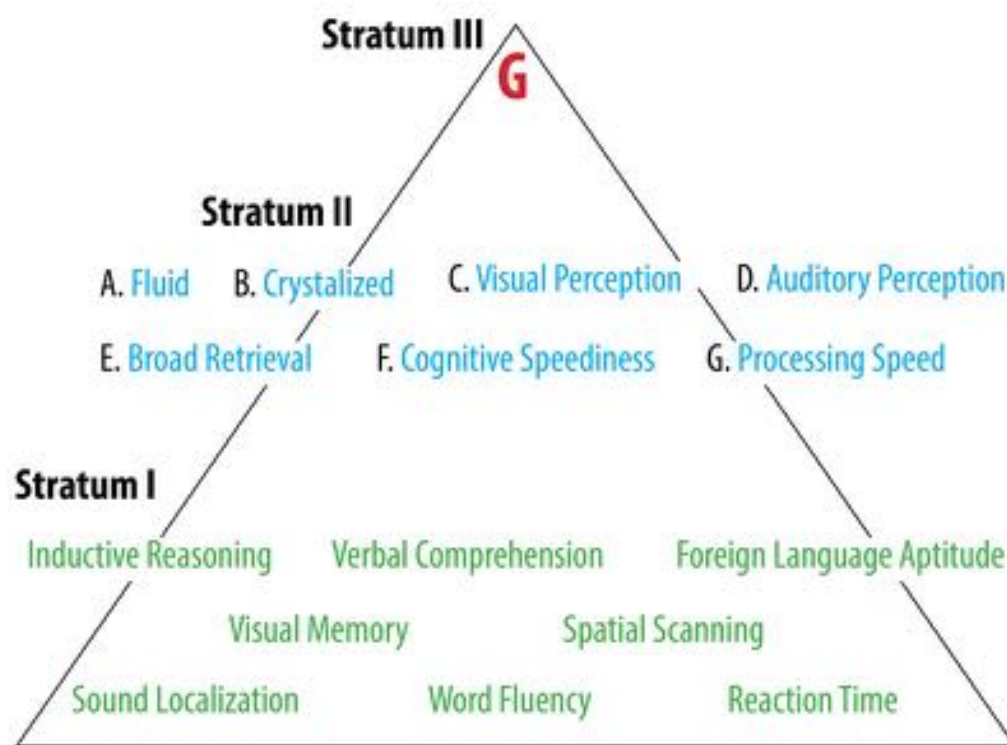 Stratum III
G
Stratum II
A. Fluid B. Crystalized C. Visual Perception D. Auditory Perception
E. Broad Retrieval F. Cognitive Speediness G. Processing Speed
Stratum I
Inductive Reasoning Verbal Comprehension Foreign Language Aptitude
Visual Memory Spatial Scanning
Sound Localization Word Fluency Reaction Time